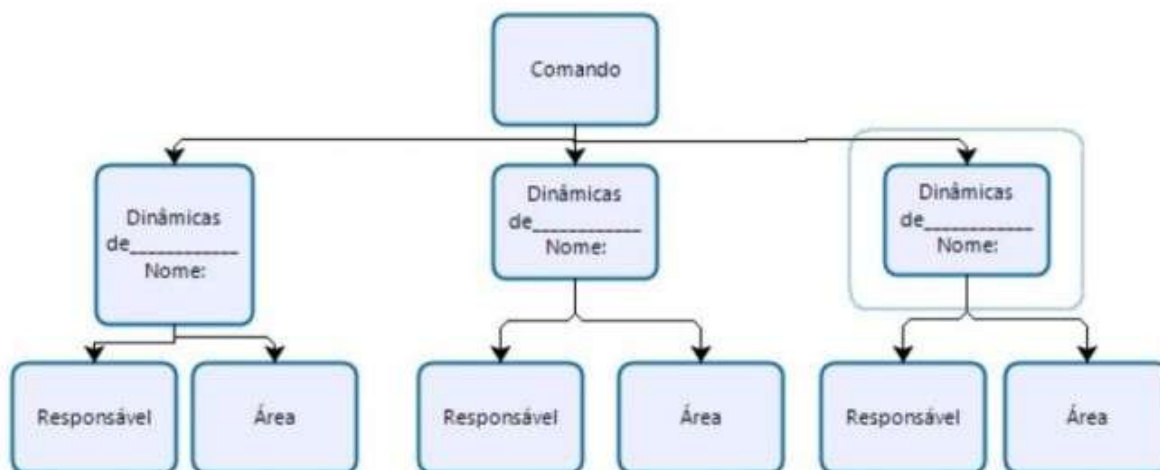 Comando
Dinâmicas
de___________
Nome:
Dinâmicas
de___________
Nome:
Dinâmicas
de___________
Nome:
Responsável
Área
Responsável
Área
Responsável
Área